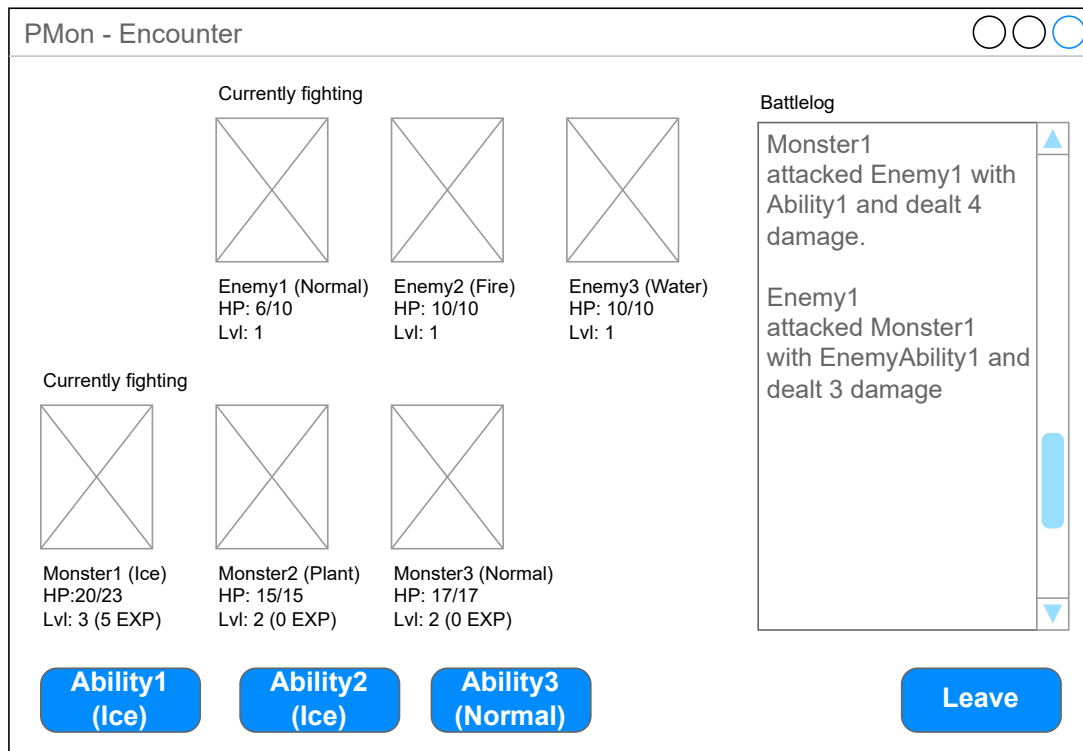 PMon - Encounter
Currently fighting
Enemy1 (Normal)
HP: 6/10
Lvl: 1
Enemy2 (Fire)
HP: 10/10
Lvl: 1
Enemy3 (Water)
HP: 10/10
Lvl: 1
Battlelog
Monster1
attacked Enemy1 with
Ability1 and dealt 4
damage.
Enemy1
attacked Monster1
with EnemyAbility1 and
dealt 3 damage
Currently fighting
Monster1 (Ice)
HP:20/23
Lvl: 3 (5 EXP)
Monster2 (Plant)
HP: 15/15
Lvl: 2 (0 EXP)
Monster3 (Normal)
HP: 17/17
Lvl: 2 (0 EXP)
Ability1
(Ice)
Ability2
(Ice)
Ability3
(Normal)
Leave